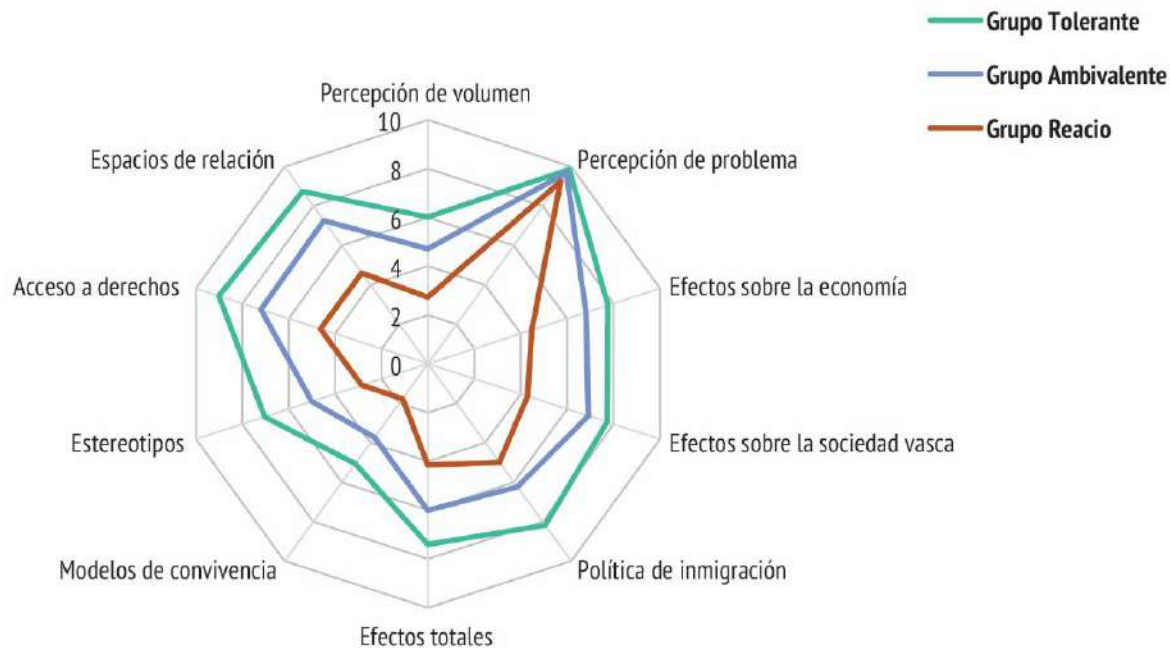 Grupo Tolerante
Grupo Ambivalente
Grupo Reacio
Percepción de volumen
10
8
6
4
2
0
Percepción de problema
Efectos sobre la economía
Efectos sobre la sociedad vasca
Política de inmigración
Efectos totales
Modelos de convivencia
Estereotipos
Acceso a derechos
Espacios de relación